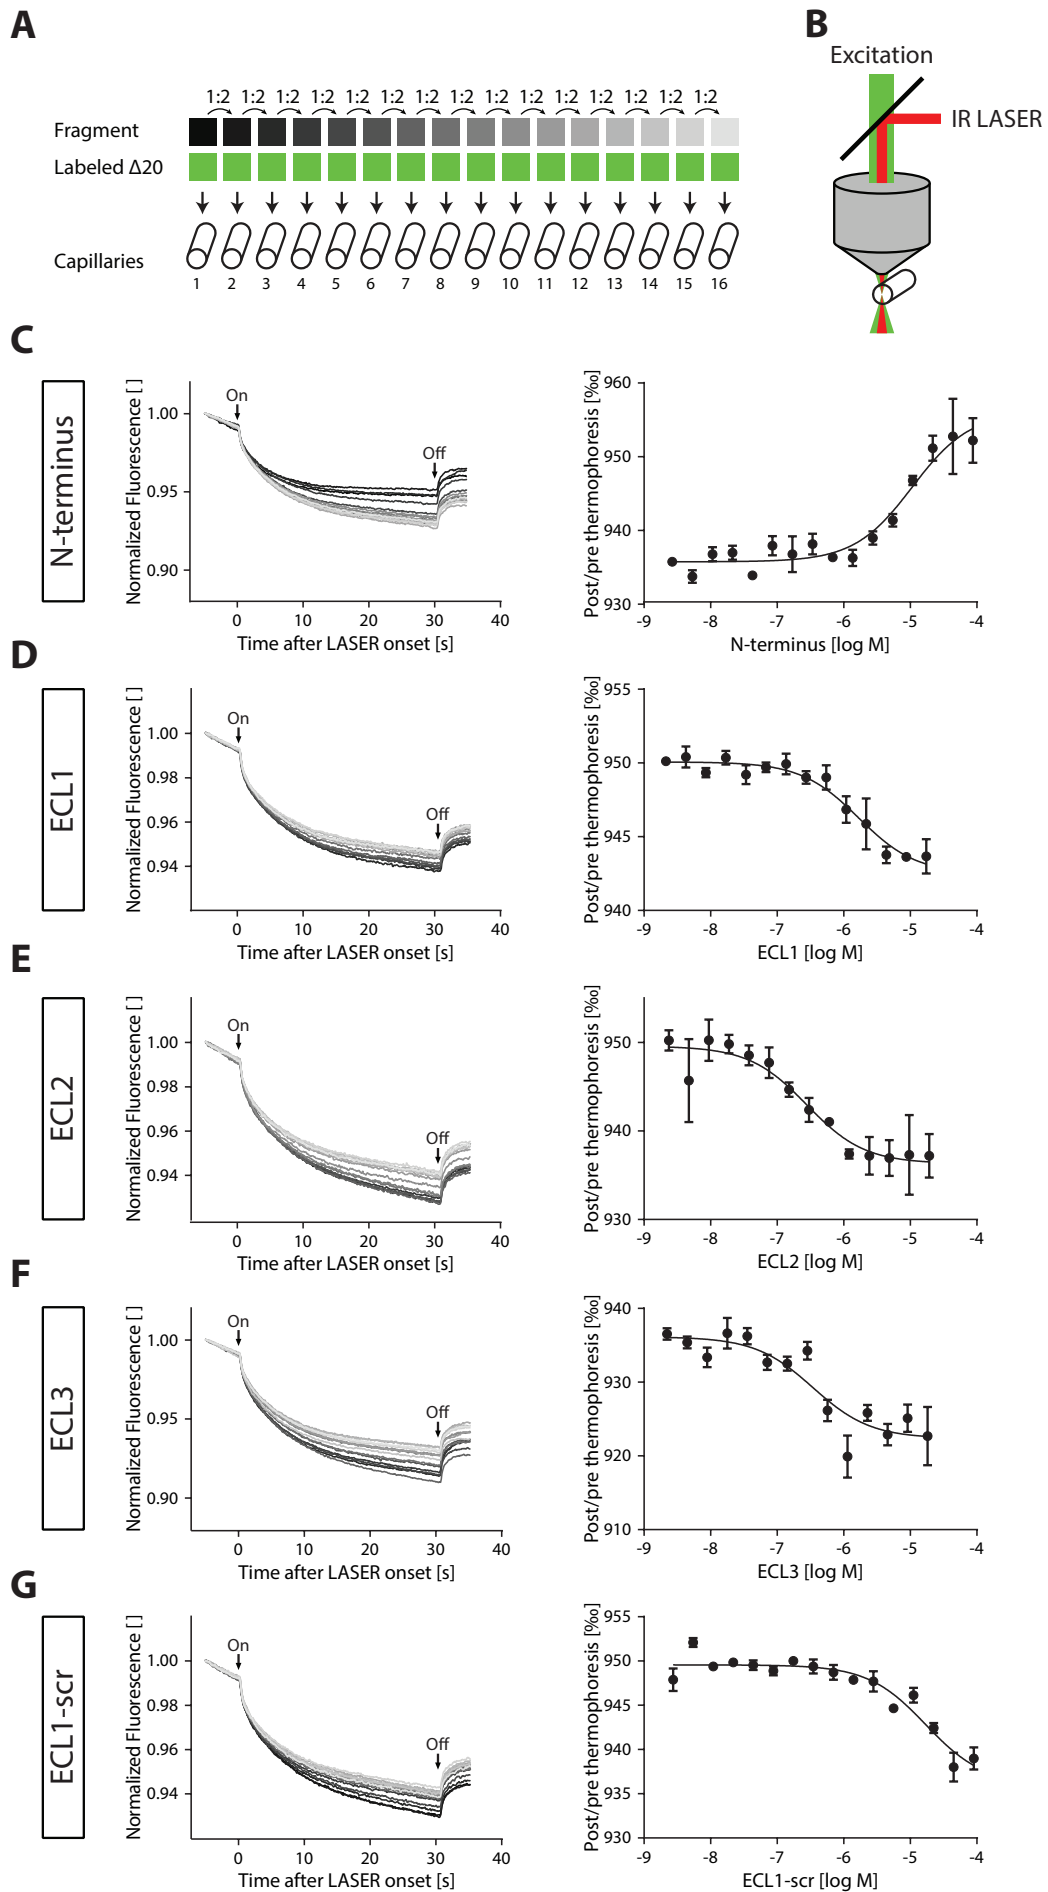 A
B
Excitation
IR LASER
1:2 1:2 1:2 1:2 1:2 1:2 1:2 1:2 1:2 1:2 1:2 1:2 1:2 1:2 1:2
Fragment
Labeled Δ20
Capillaries
1 2 3 4 5 6 7 8 9 10 11 12 13 14 15 16
C
N-terminus
Normalized Fluorescence [ ]
1.00
0.95
0.90
On
Off
0 10 20 30 40
Time after LASER onset [s]
Post/pre thermophoresis [‰]
960
950
940
930
-9 -8 -7 -6 -5 -4
N-terminus [log M]
D
ECL1
Normalized Fluorescence [ ]
1.00
0.98
0.96
0.94
On
Off
0 10 20 30 40
Time after LASER onset [s]
Post/pre thermophoresis [‰]
955
950
945
940
-9 -8 -7 -6 -5 -4
ECL1 [log M]
E
ECL2
Normalized Fluorescence [ ]
1.00
0.98
0.96
0.94
On
Off
0 10 20 30 40
Time after LASER onset [s]
Post/pre thermophoresis [‰]
950
940
930
-9 -8 -7 -6 -5 -4
ECL2 [log M]
F
ECL3
Normalized Fluorescence [ ]
1.00
0.95
0.90
On
Off
0 10 20 30 40
Time after LASER onset [s]
Post/pre thermophoresis [‰]
940
930
920
910
-9 -8 -7 -6 -5 -4
ECL3 [log M]
G
ECL1-scr
Normalized Fluorescence [ ]
1.00
0.98
0.96
0.94
On
Off
0 10 20 30 40
Time after LASER onset [s]
Post/pre thermophoresis [‰]
955
950
945
940
935
930
-9 -8 -7 -6 -5 -4
ECL1-scr [log M]